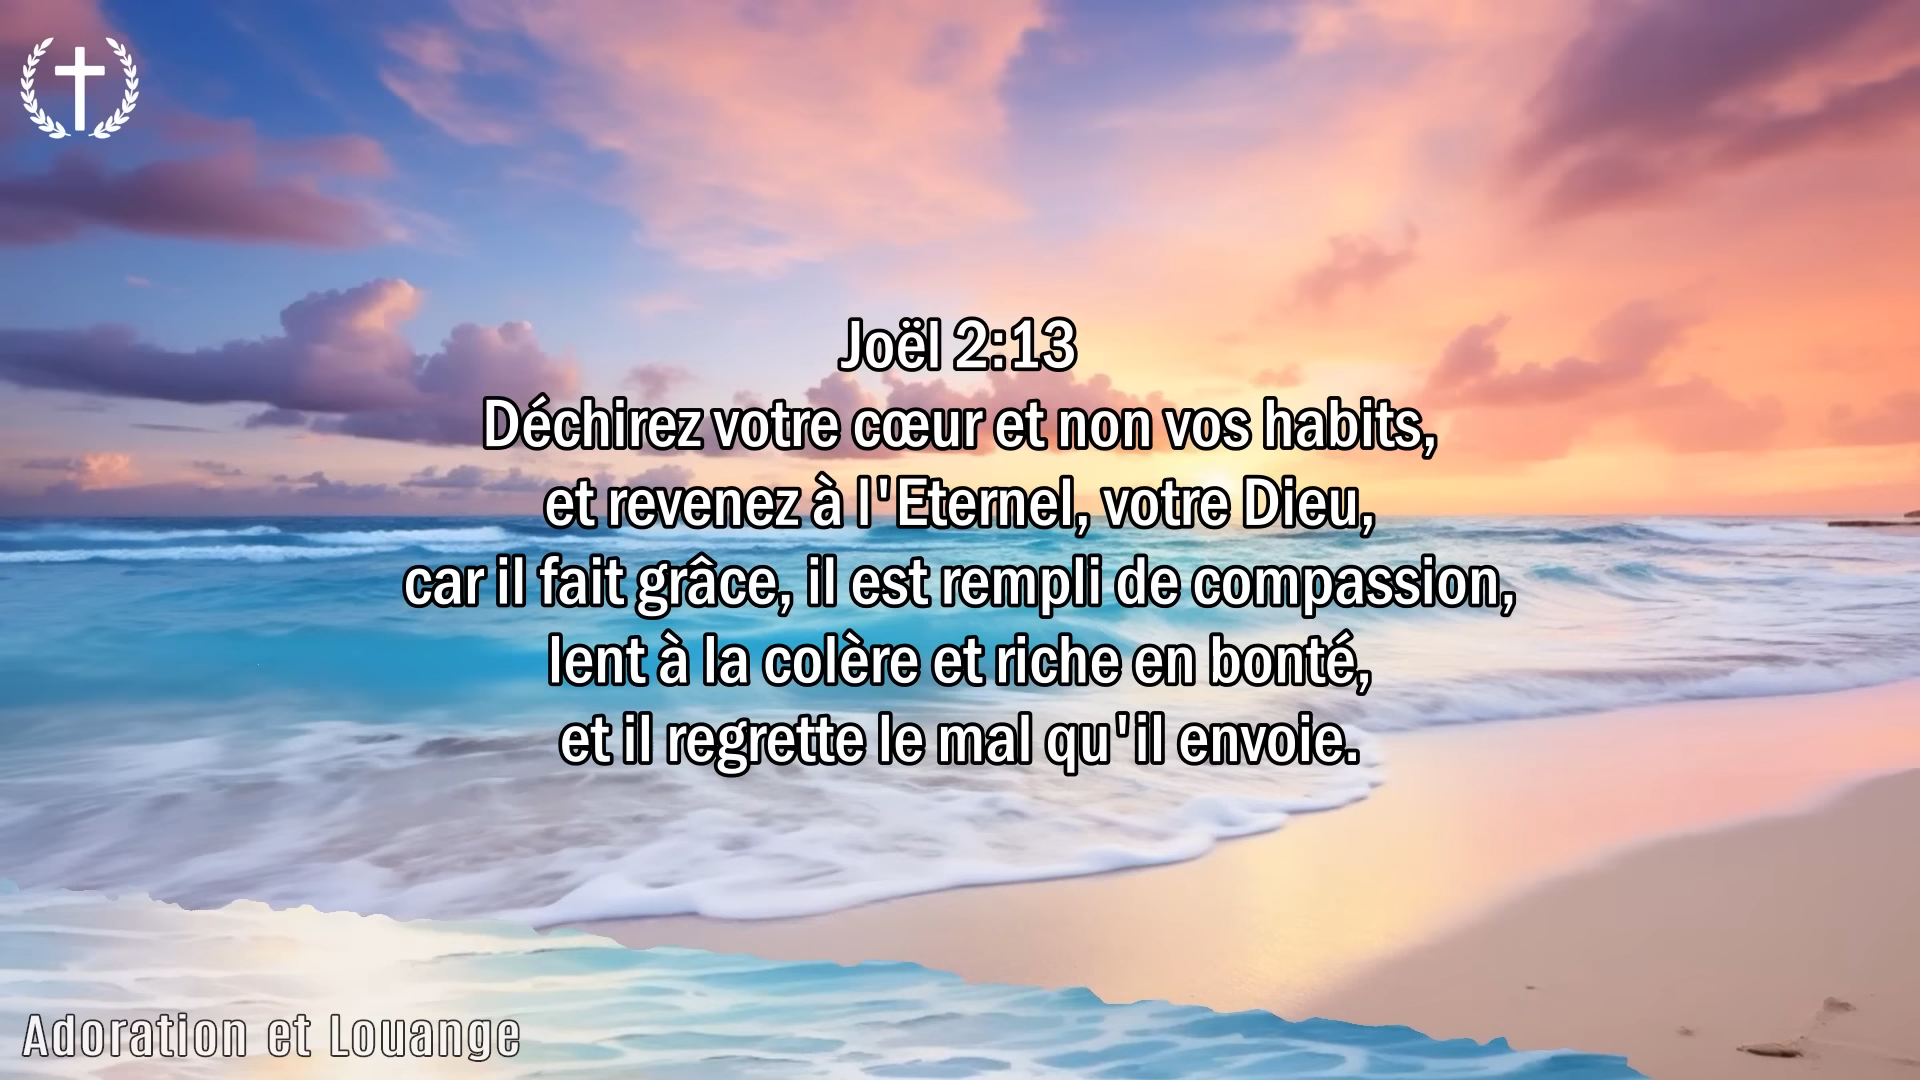 Joël 2:13
Déchirez votre cœur et non vos habits,
et revenez à l'Eternel, votre Dieu,
car il fait grâce, il est rempli de compassion,
lent à la colère et riche en bonté,
et il regrette le mal qu'il envoie.
Adoration et Louange